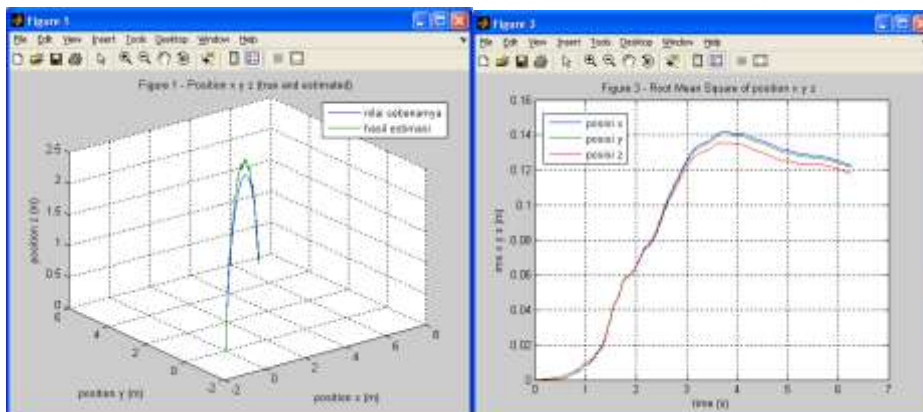 Figure 1
File Edit View Insert Tools Desktop Window Help
Figure 1 - Position x y z (true and estimated)
nilai sebenarnya
hasil estimasi
2.5
2
1.5
1
0.5
0
position z (m)
6
4
2
0
-2
position y (m)
-2
0
2
4
6
8
position x (m)
Figure 3
File Edit View Insert Tools Desktop Window Help
Figure 3 - Root Mean Square of position x y z
posisi x
posisi y
posisi z
0.16
0.14
0.12
0.1
0.08
0.06
0.04
0.02
0
rms x y z (m)
0 1 2 3 4 5 6 7
time (s)